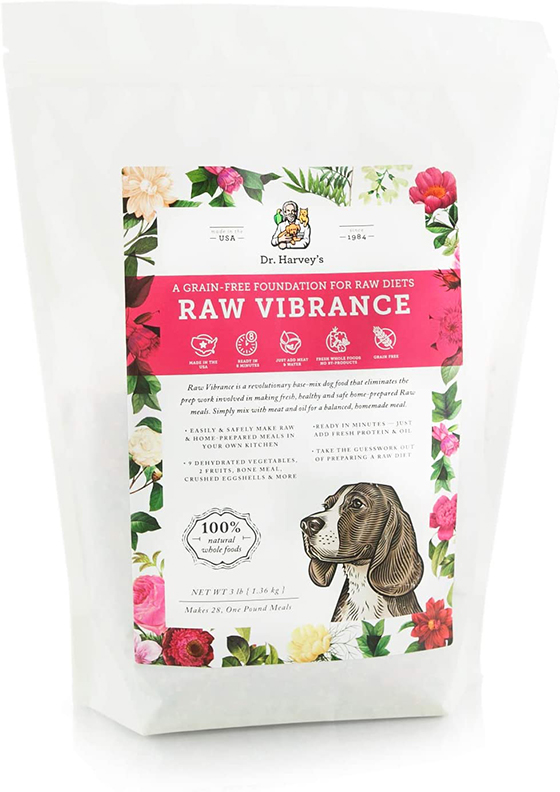 MADE IN THE
— USA —
SINCE
— 1984 —
Dr. Harvey's
A GRAIN-FREE FOUNDATION FOR RAW DIETS
RAW VIBRANCE
MADE IN THE
USA
READY IN
8 MINUTES
JUST ADD MEAT
& WATER
FRESH WHOLE FOODS
NO BY-PRODUCTS
GRAIN FREE
Raw Vibrance is a revolutionary base-mix dog food that eliminates the
prep work involved in making fresh, healthy and safe home-prepared Raw
meals. Simply mix with meat and oil for a balanced, homemade meal.
• EASILY & SAFELY MAKE RAW
& HOME-PREPARED MEALS IN
YOUR OWN KITCHEN
• 9 DEHYDRATED VEGETABLES,
2 FRUITS, BONE MEAL,
CRUSHED EGGSHELLS & MORE
• READY IN MINUTES — JUST
ADD FRESH PROTEIN & OIL
• TAKE THE GUESSWORK OUT
OF PREPARING A RAW DIET
100%
natural
whole foods
NET WT 3 lb { 1.36 kg }
Makes 28, One Pound Meals